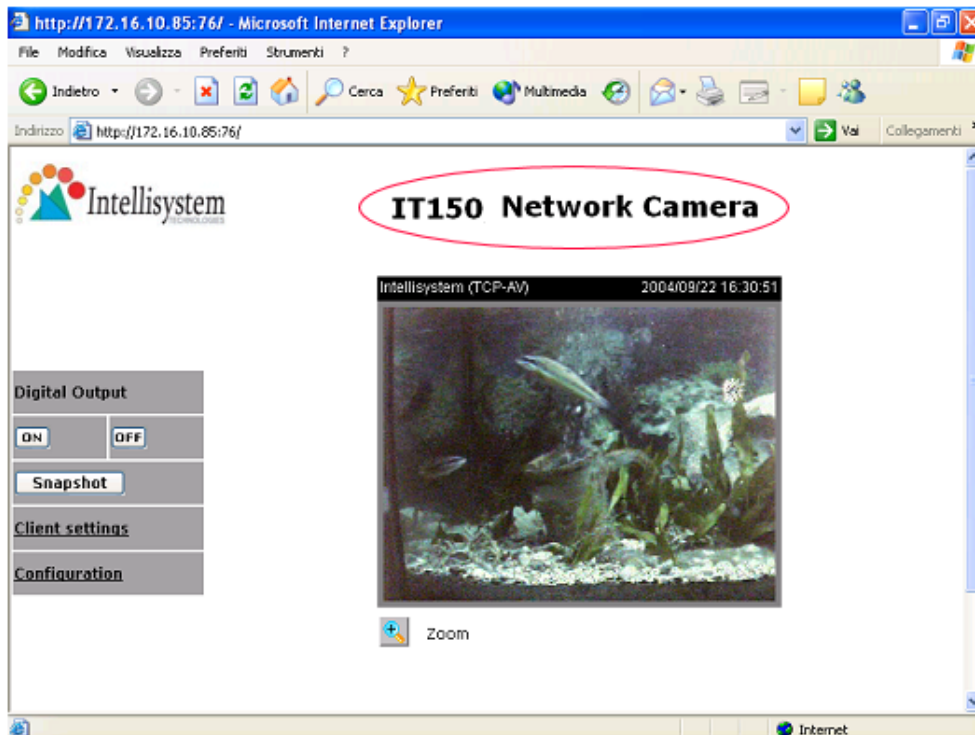 http://172.16.10.85:76/ - Microsoft Internet Explorer
File Modifica Visualizza Preferiti Strumenti ?
Indietro Cerca Preferiti Multimedia
Indirizzo http://172.16.10.85:76/ Vai Collegamenti
Intellisystem
TECHNOLOGIES
IT150 Network Camera
Intellisystem (TCP-AV) 2004/09/22 16:30:51
Digital Output
ON OFF
Snapshot
Client settings
Configuration
Zoom
Internet